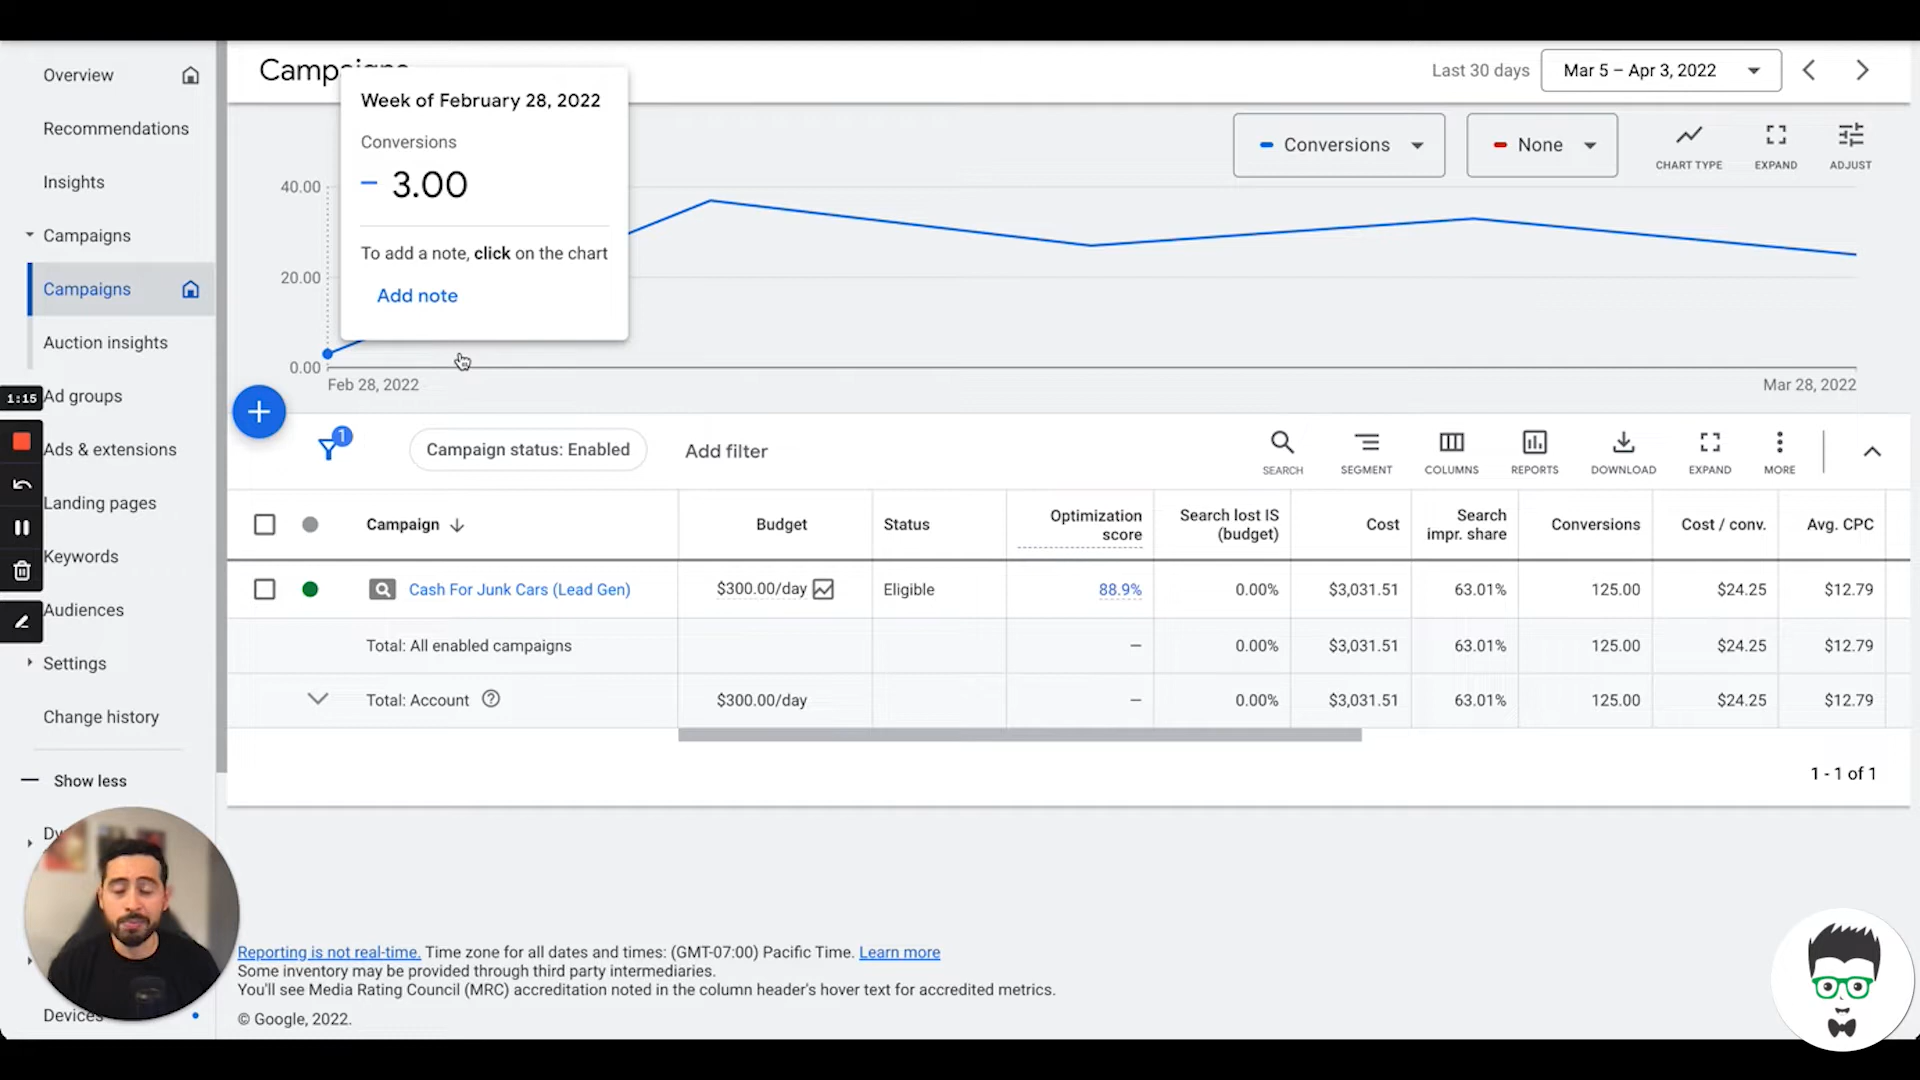 Overview
Recommendations
Insights
Campaigns
Campaigns
Auction insights
Ad groups
Ads & extensions
Landing pages
Keywords
Audiences
Settings
Change history
Show less
Devices
1:15
Last 30 days
Mar 5 – Apr 3, 2022
Week of February 28, 2022
Conversions
3.00
To add a note, click on the chart
Add note
Conversions
None
CHART TYPE
EXPAND
ADJUST
40.00
20.00
0.00
Feb 28, 2022
Mar 28, 2022
1
Campaign status: Enabled
Add filter
SEARCH
SEGMENT
COLUMNS
REPORTS
DOWNLOAD
EXPAND
MORE
Campaign Budget Status Optimization score Search lost IS (budget) Cost Search impr. share Conversions Cost / conv. Avg. CPC
Cash For Junk Cars (Lead Gen) $300.00/day Eligible 88.9% 0.00% $3,031.51 63.01% 125.00 $24.25 $12.79
Total: All enabled campaigns – 0.00% $3,031.51 63.01% 125.00 $24.25 $12.79
Total: Account $300.00/day – 0.00% $3,031.51 63.01% 125.00 $24.25 $12.79
1 - 1 of 1
Reporting is not real-time. Time zone for all dates and times: (GMT-07:00) Pacific Time. Learn more
Some inventory may be provided through third party intermediaries.
You'll see Media Rating Council (MRC) accreditation noted in the column header's hover text for accredited metrics.
© Google, 2022.